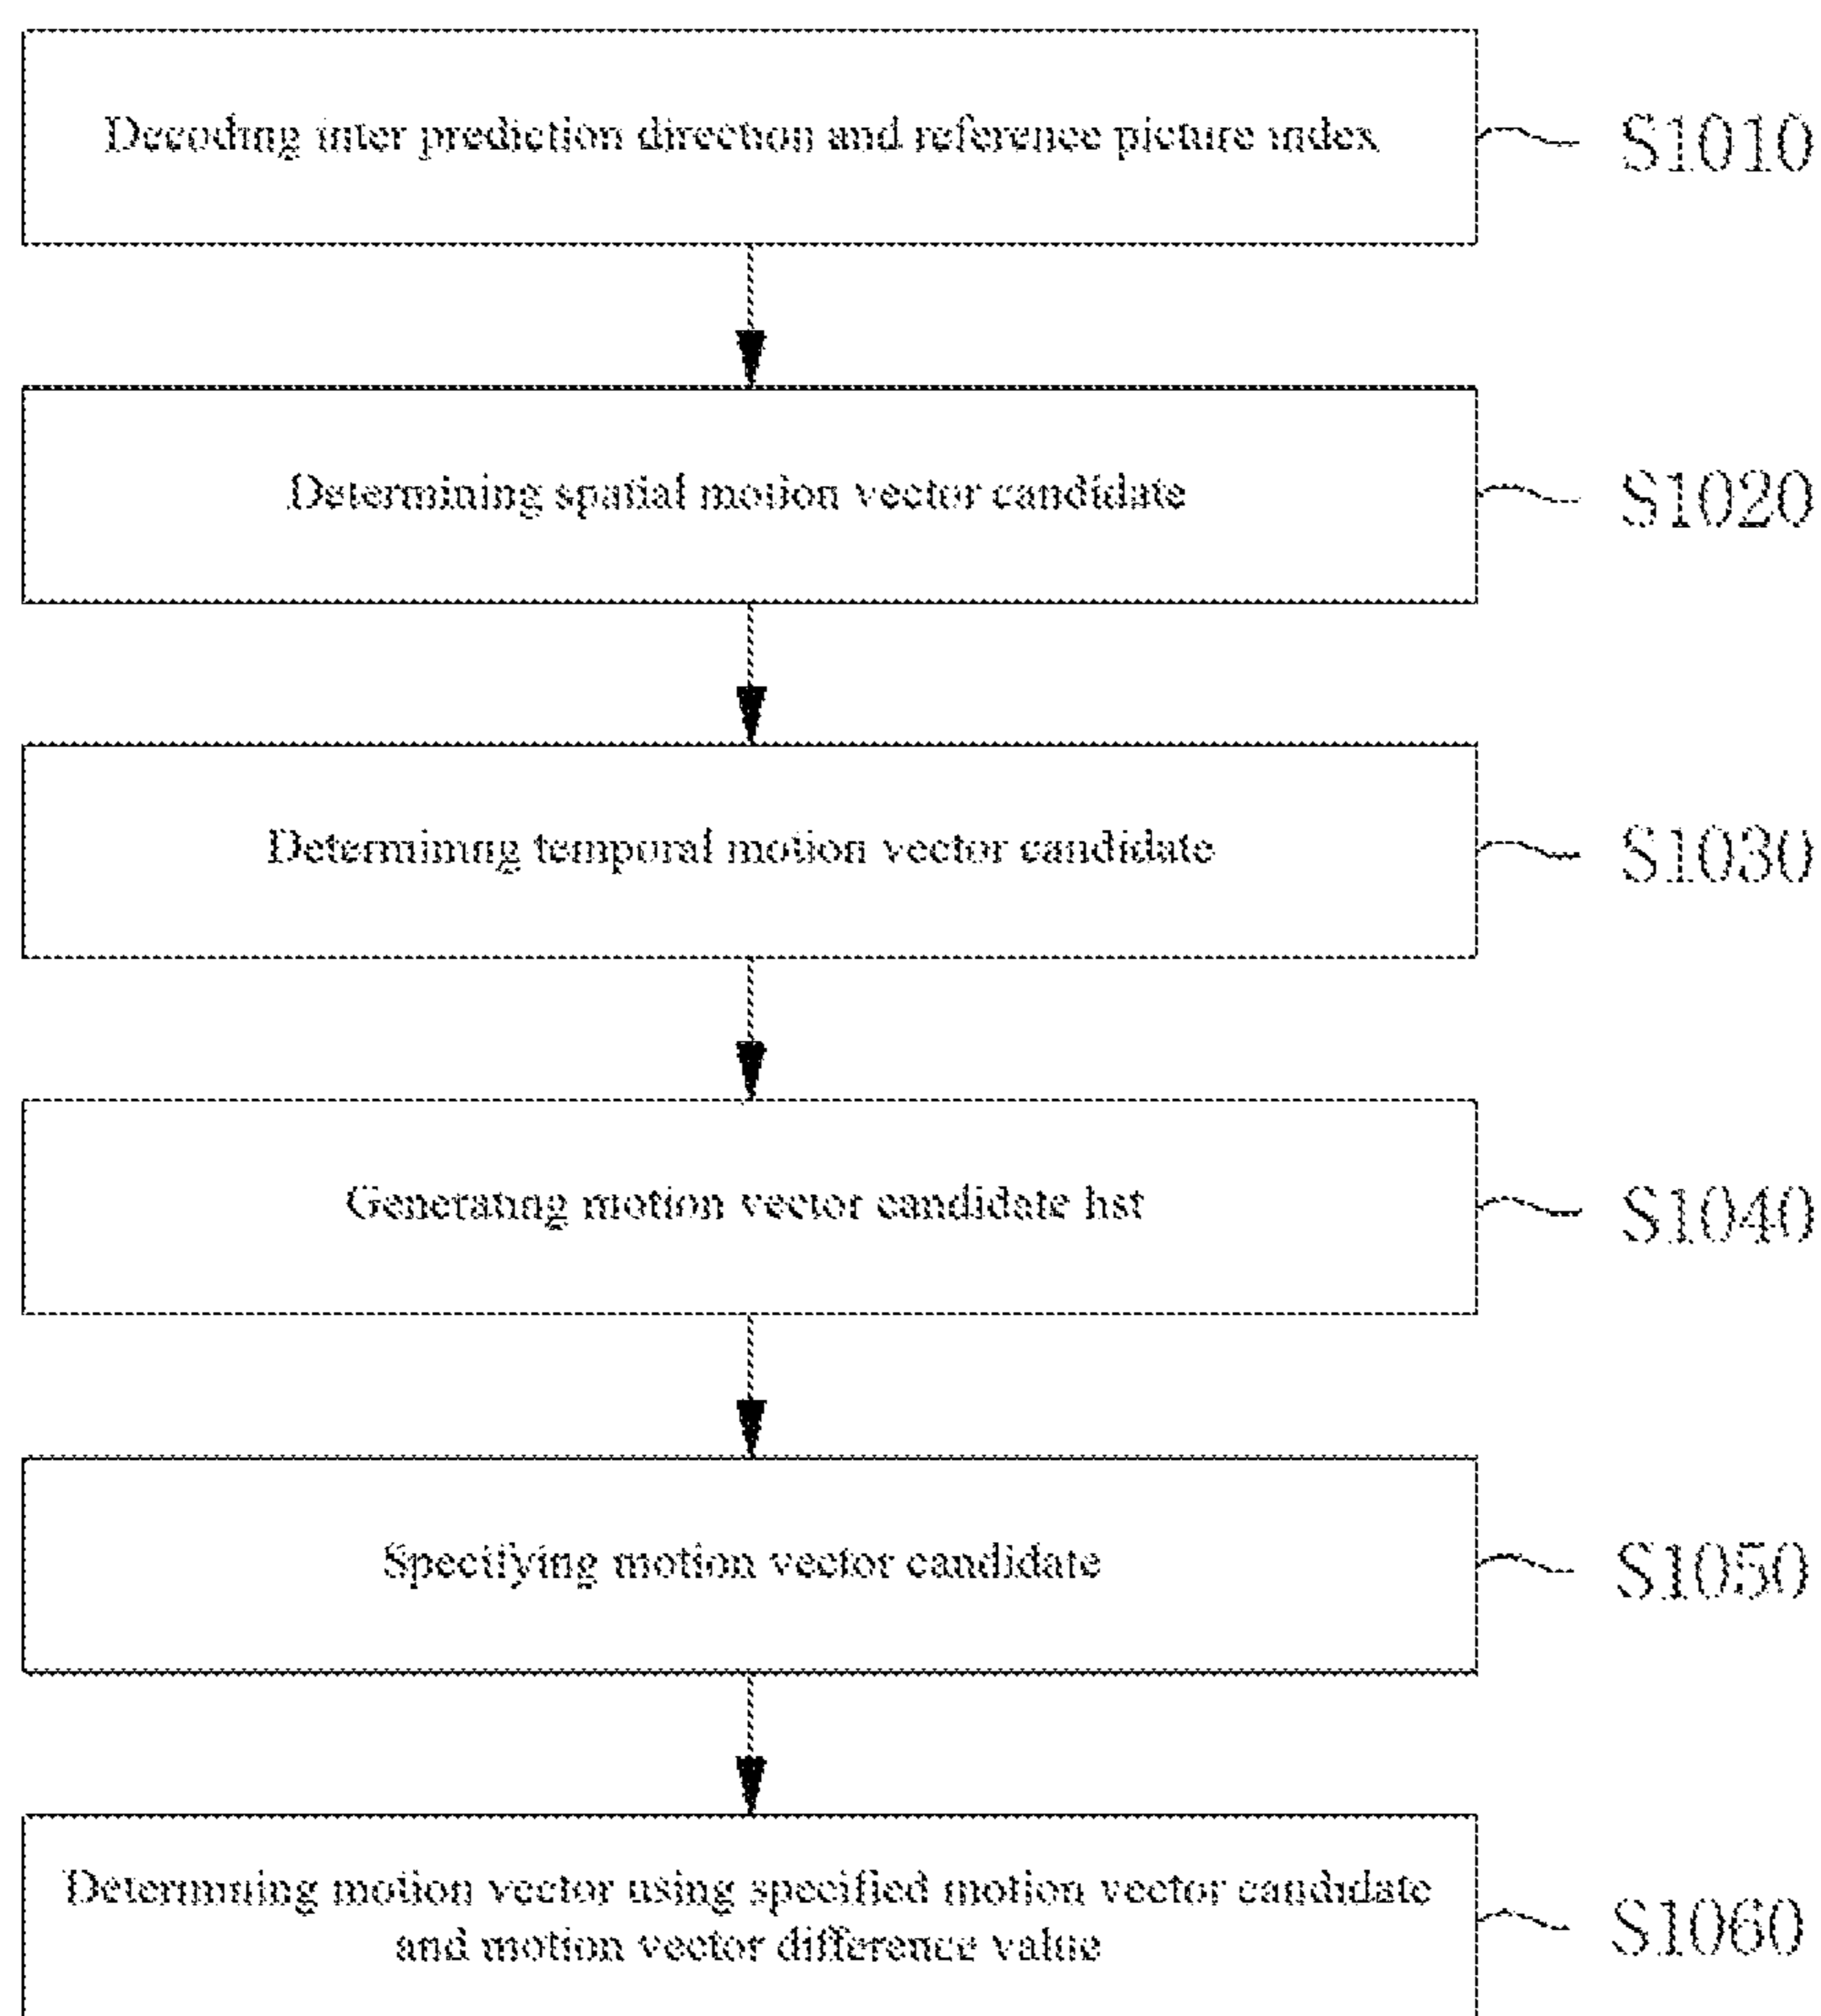 Decoding inter prediction direction and reference picture index
S1010
Determining spatial motion vector candidate
S1020
Determining temporal motion vector candidate
S1030
Generating motion vector candidate list
S1040
Specifying motion vector candidate
S1050
Determining motion vector using specified motion vector candidate
and motion vector difference value
S1060